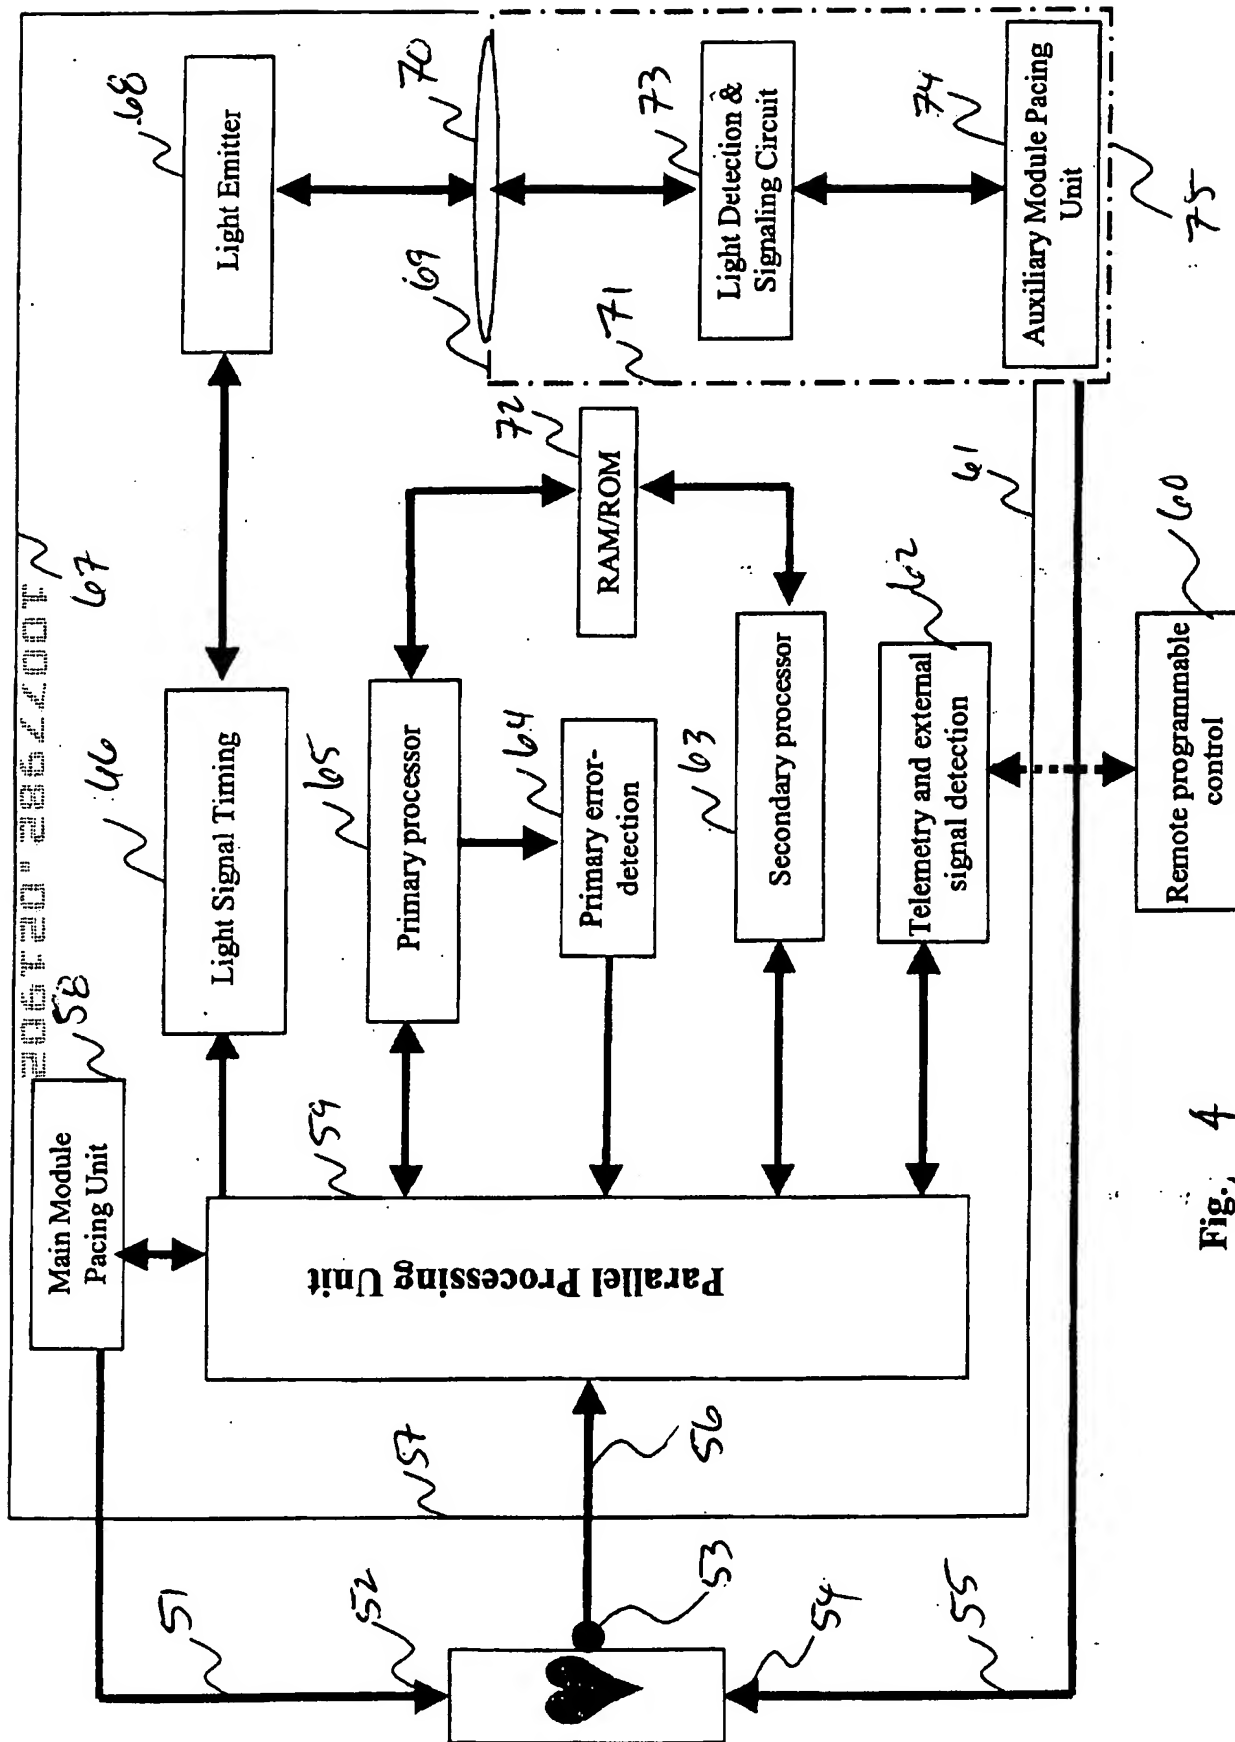 10077982.021902
Main Module
Pacing Unit
58
Light Signal Timing
66
67
Light Emitter
68
51
52
53
54
55
56
57
Parallel Processing Unit
59
Primary processor
65
Primary error-
detection
64
RAM/ROM
72
Secondary processor
63
Telemetry and external
signal detection
62
61
Remote programmable
control
60
69
70
71
Light Detection &
Signaling Circuit
73
Auxiliary Module Pacing
Unit
74
75
Fig. 4